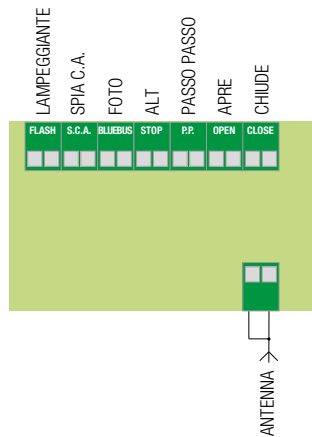 LAMPEGGIANTE
SPIA C.A.
FOTO
ALT
PASSO PASSO
APRE
CHIUDE
FLASH
S.C.A.
BLUEBUS
STOP
P.P.
OPEN
CLOSE
ANTENNA